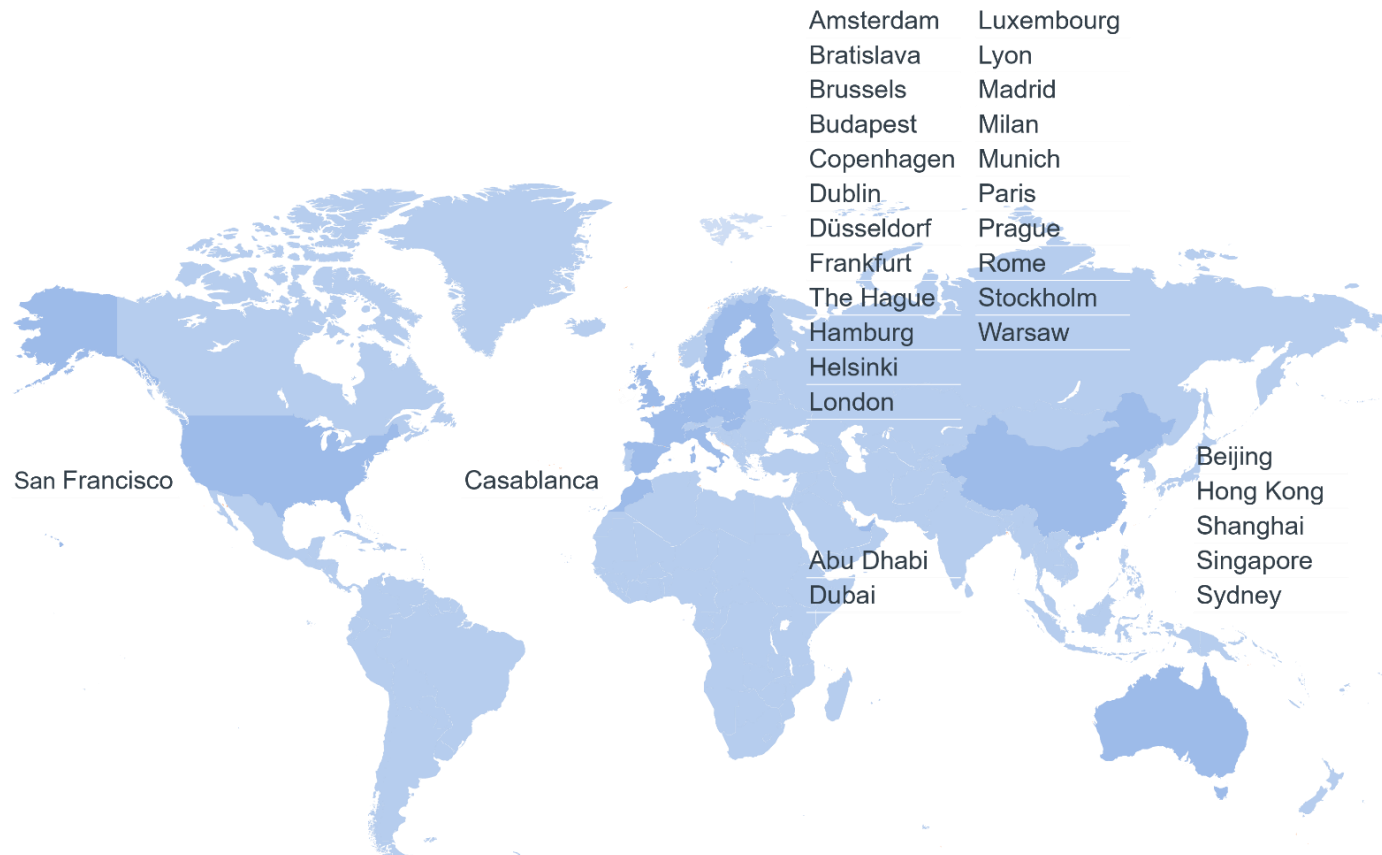 Amsterdam
Bratislava
Brussels
Budapest
Copenhagen
Dublin
Düsseldorf
Frankfurt
The Hague
Hamburg
Helsinki
London
Luxembourg
Lyon
Madrid
Milan
Munich
Paris
Prague
Rome
Stockholm
Warsaw
San Francisco
Casablanca
Abu Dhabi
Dubai
Beijing
Hong Kong
Shanghai
Singapore
Sydney